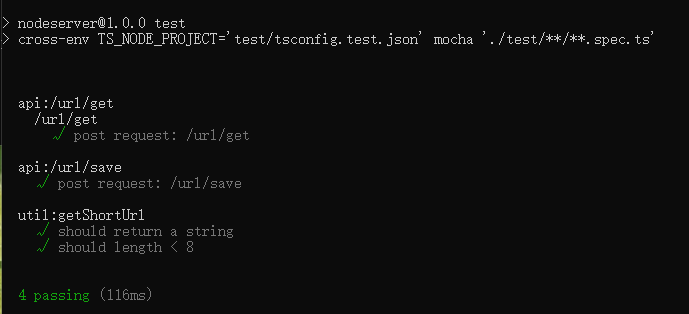 > nodeserver@1.0.0 test
> cross-env TS_NODE_PROJECT='test/tsconfig.test.json' mocha './test/**/**.spec.ts'
api:/url/get
/url/get
✓ post request: /url/get
api:/url/save
✓ post request: /url/save
util:getShortUrl
✓ should return a string
✓ should length < 8
4 passing (116ms)